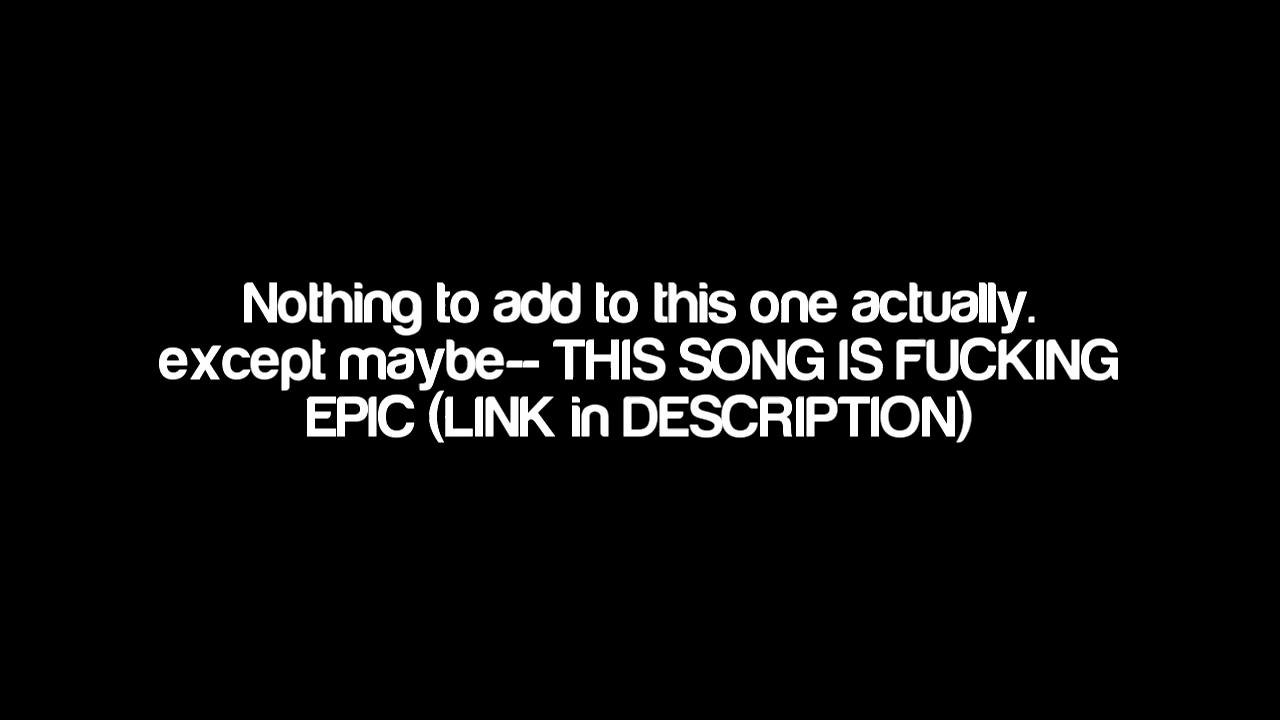 Nothing to add to this one actually.
except maybe-- THIS SONG IS FUCKING
EPIC (LINK in DESCRIPTION)